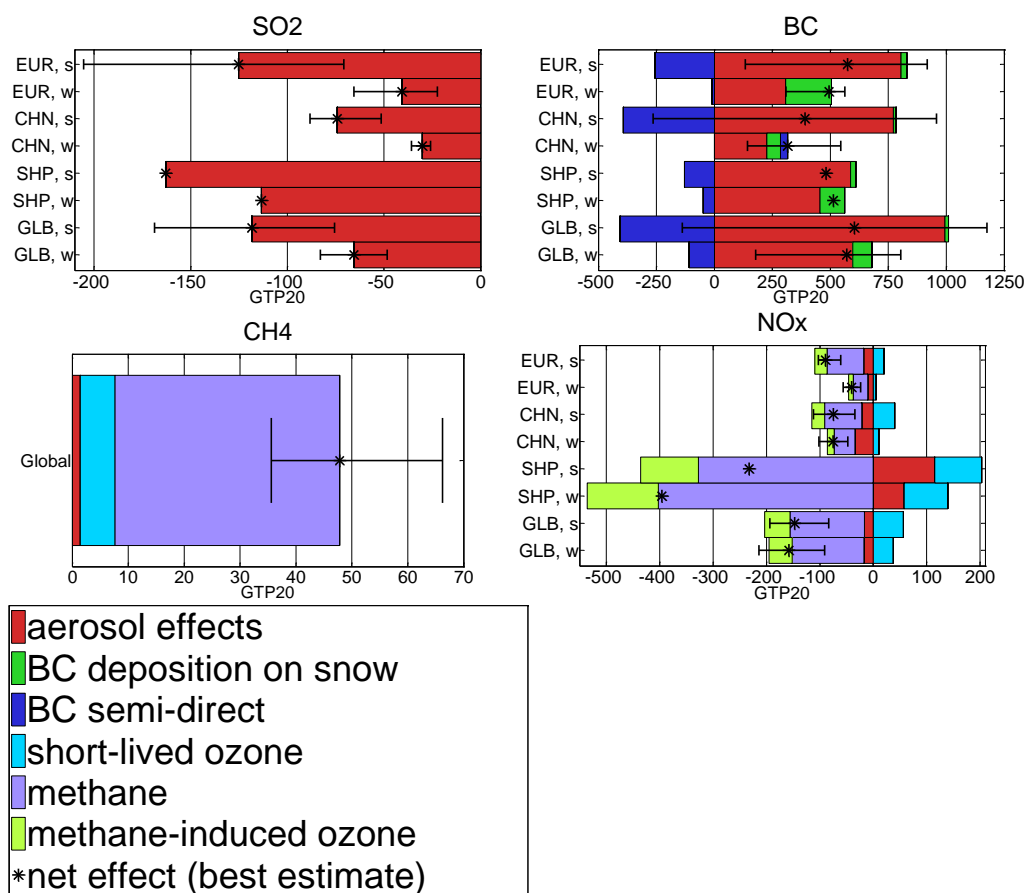 SO2
EUR, s
EUR, w
CHN, s
CHN, w
SHP, s
SHP, w
GLB, s
GLB, w
-200 -150 -100 -50 0
GTP20
BC
EUR, s
EUR, w
CHN, s
CHN, w
SHP, s
SHP, w
GLB, s
GLB, w
-500 -250 0 250 500 750 1000 1250
GTP20
CH4
Global
0 10 20 30 40 50 60 70
GTP20
NOx
EUR, s
EUR, w
CHN, s
CHN, w
SHP, s
SHP, w
GLB, s
GLB, w
-500 -400 -300 -200 -100 0 100 200
GTP20
aerosol effects
BC deposition on snow
BC semi-direct
short-lived ozone
methane
methane-induced ozone
net effect (best estimate)